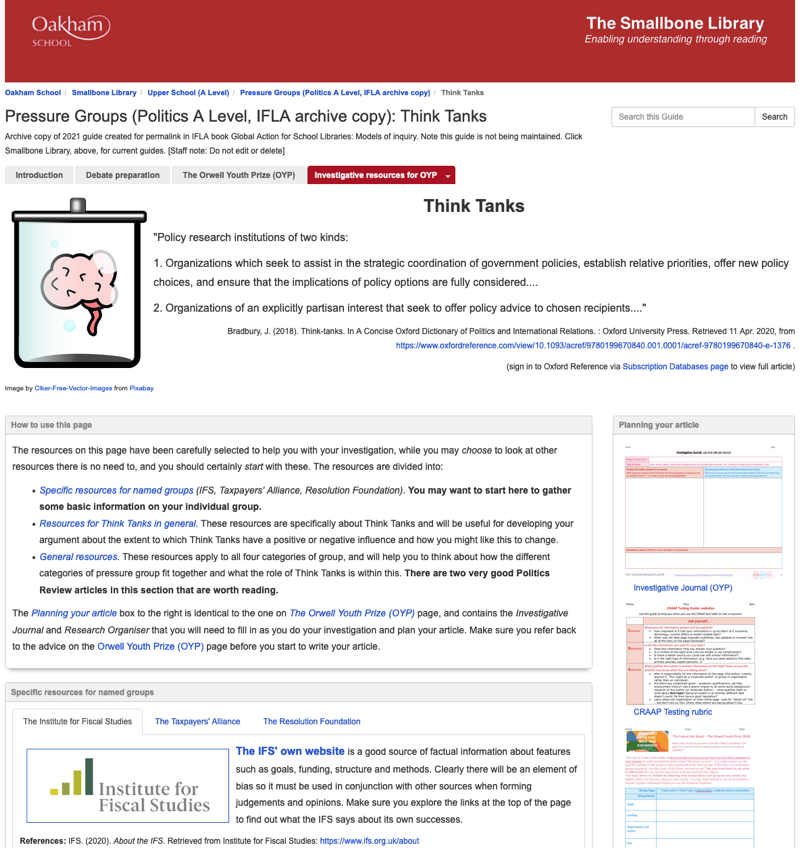 Oakham
SCHOOL
The Smallbone Library
Enabling understanding through reading
Oakham School / Smallbone Library / Upper School (A Level) / Pressure Groups (Politics A Level, IFLA archive copy) / Think Tanks
Pressure Groups (Politics A Level, IFLA archive copy): Think Tanks
Archive copy of 2021 guide created for permalink in IFLA book Global Action for School Libraries: Models of inquiry. Note this guide is not being maintained. Click
Smallbone Library, above, for current guides. [Staff note: Do not edit or delete]
Search this Guide
Search
Introduction
Debate preparation
The Orwell Youth Prize (OYP)
Investigative resources for OYP
Think Tanks
"Policy research institutions of two kinds:
1. Organizations which seek to assist in the strategic coordination of government policies, establish relative priorities, offer new policy
choices, and ensure that the implications of policy options are fully considered....
2. Organizations of an explicitly partisan interest that seek to offer policy advice to chosen recipients...."
Bradbury, J. (2018). Think-tanks. In A Concise Oxford Dictionary of Politics and International Relations. : Oxford University Press. Retrieved 11 Apr. 2020, from
https://www.oxfordreference.com/view/10.1093/acref/9780199670840.001.0001/acref-9780199670840-e-1376 .
(sign in to Oxford Reference via Subscription Databases page to view full article)
Image by Clker-Free-Vector-Images from Pixabay
How to use this page
The resources on this page have been carefully selected to help you with your investigation, while you may choose to look at other
resources there is no need to, and you should certainly start with these. The resources are divided into:
• Specific resources for named groups (IFS, Taxpayers' Alliance, Resolution Foundation). You may want to start here to gather
some basic information on your individual group.
• Resources for Think Tanks in general. These resources are specifically about Think Tanks and will be useful for developing your
argument about the extent to which Think Tanks have a positive or negative influence and how you might like this to change.
• General resources. These resources apply to all four categories of group, and will help you to think about how the different
categories of pressure group fit together and what the role of Think Tanks is within this. There are two very good Politics
Review articles in this section that are worth reading.
The Planning your article box to the right is identical to the one on The Orwell Youth Prize (OYP) page, and contains the Investigative
Journal and Research Organiser that you will need to fill in as you do your investigation and plan your article. Make sure you refer back
to the advice on the Orwell Youth Prize (OYP) page before you start to write your article.
Planning your article
Investigative Journal (OYP)
CRAAP Testing Guide: websites
Ask yourself...
CRAAP Testing rubric
Specific resources for named groups
The Institute for Fiscal Studies
The Taxpayers' Alliance
The Resolution Foundation
Institute for
Fiscal Studies
The IFS' own website is a good source of factual information about features
such as goals, funding, structure and methods. Clearly there will be an element of
bias so it must be used in conjunction with other sources when forming
judgements and opinions. Make sure you explore the links at the top of the page
to find out what the IFS says about its own successes.
References: IFS. (2020). About the IFS. Retrieved from Institute for Fiscal Studies: https://www.ifs.org.uk/about